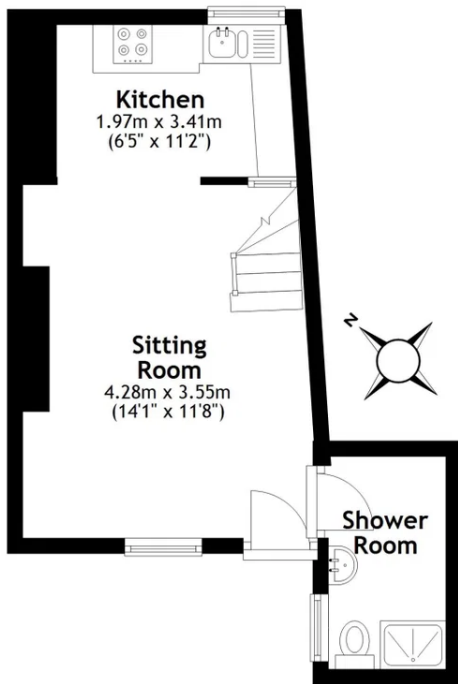 Kitchen
1.97m x 3.41m
(6'5" x 11'2")
Sitting
Room
4.28m x 3.55m
(14'1" x 11'8")
N
Shower
Room